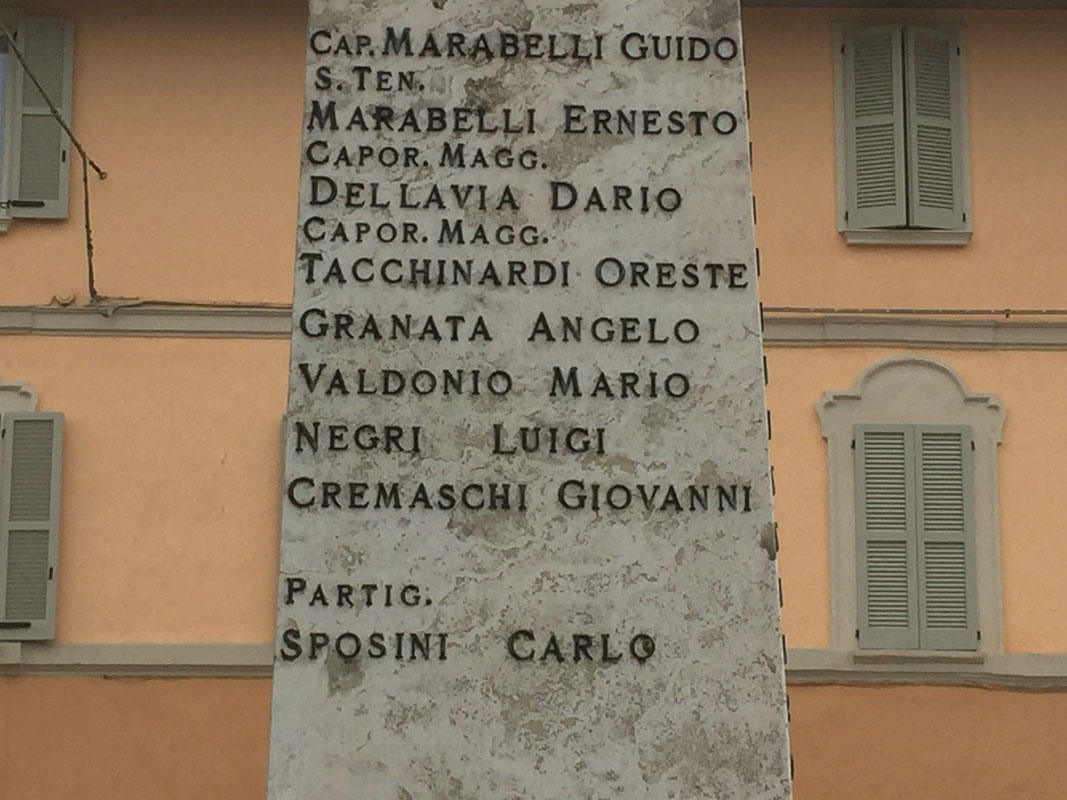 CAP. MARABELLI GUIDO
S. TEN.
MARABELLI ERNESTO
CAPOR. MAGG.
DELLAVIA DARIO
CAPOR. MAGG.
TACCHINARDI ORESTE
GRANATA ANGELO
VALDONIO MARIO
NEGRI LUIGI
CREMASCHI GIOVANNI
PARTIG.
SPOSINI CARLO